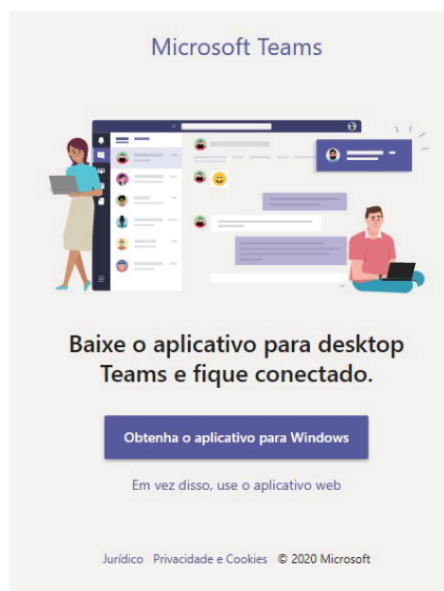 Microsoft Teams
Baixe o aplicativo para desktop
Teams e fique conectado.
Obtenha o aplicativo para Windows
Em vez disso, use o aplicativo web
Jurídico Privacidade e Cookies © 2020 Microsoft